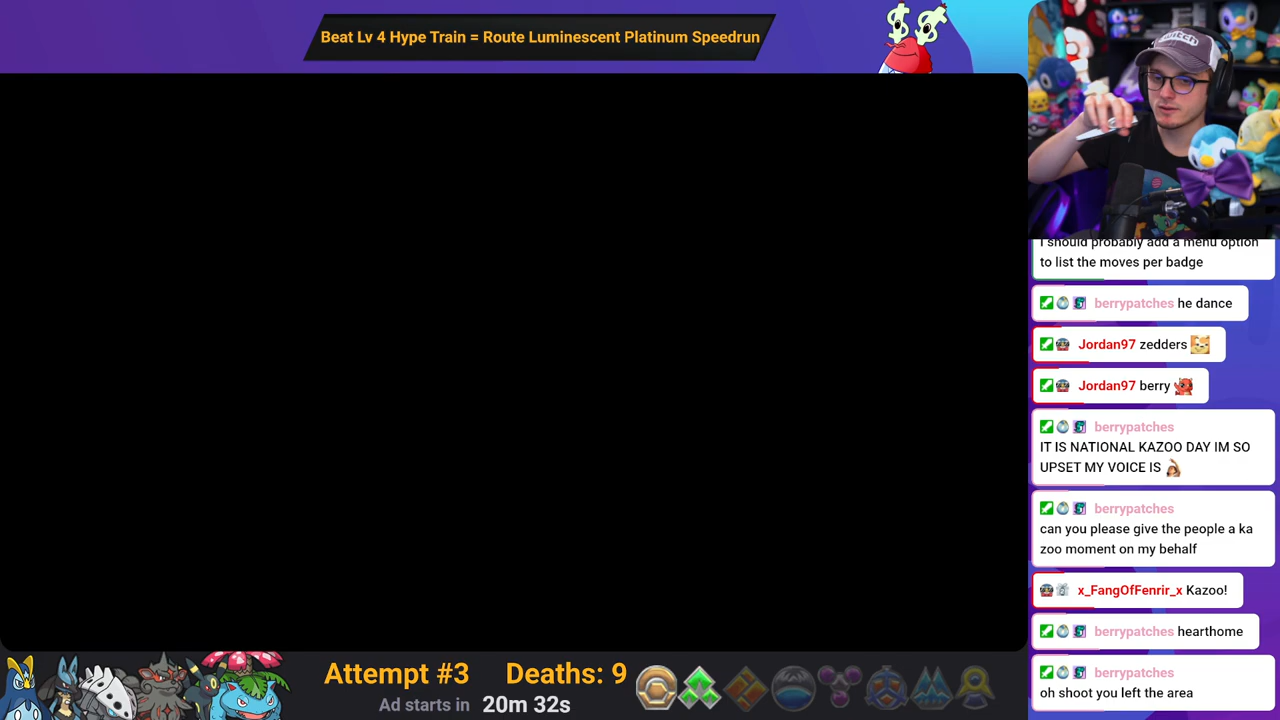 Beat Lv 4 Hype Train = Route Luminescent Platinum Speedrun
twitch
I should probably add a menu option
to list the moves per badge
berrypatches he dance
Jordan97 zedders
Jordan97 berry
berrypatches
IT IS NATIONAL KAZOO DAY IM SO
UPSET MY VOICE IS
berrypatches
can you please give the people a ka
zoo moment on my behalf
x_FangOfFenrir_x Kazoo!
berrypatches hearthome
berrypatches
oh shoot you left the area
Attempt #3 Deaths: 9
Ad starts in 20m 32s